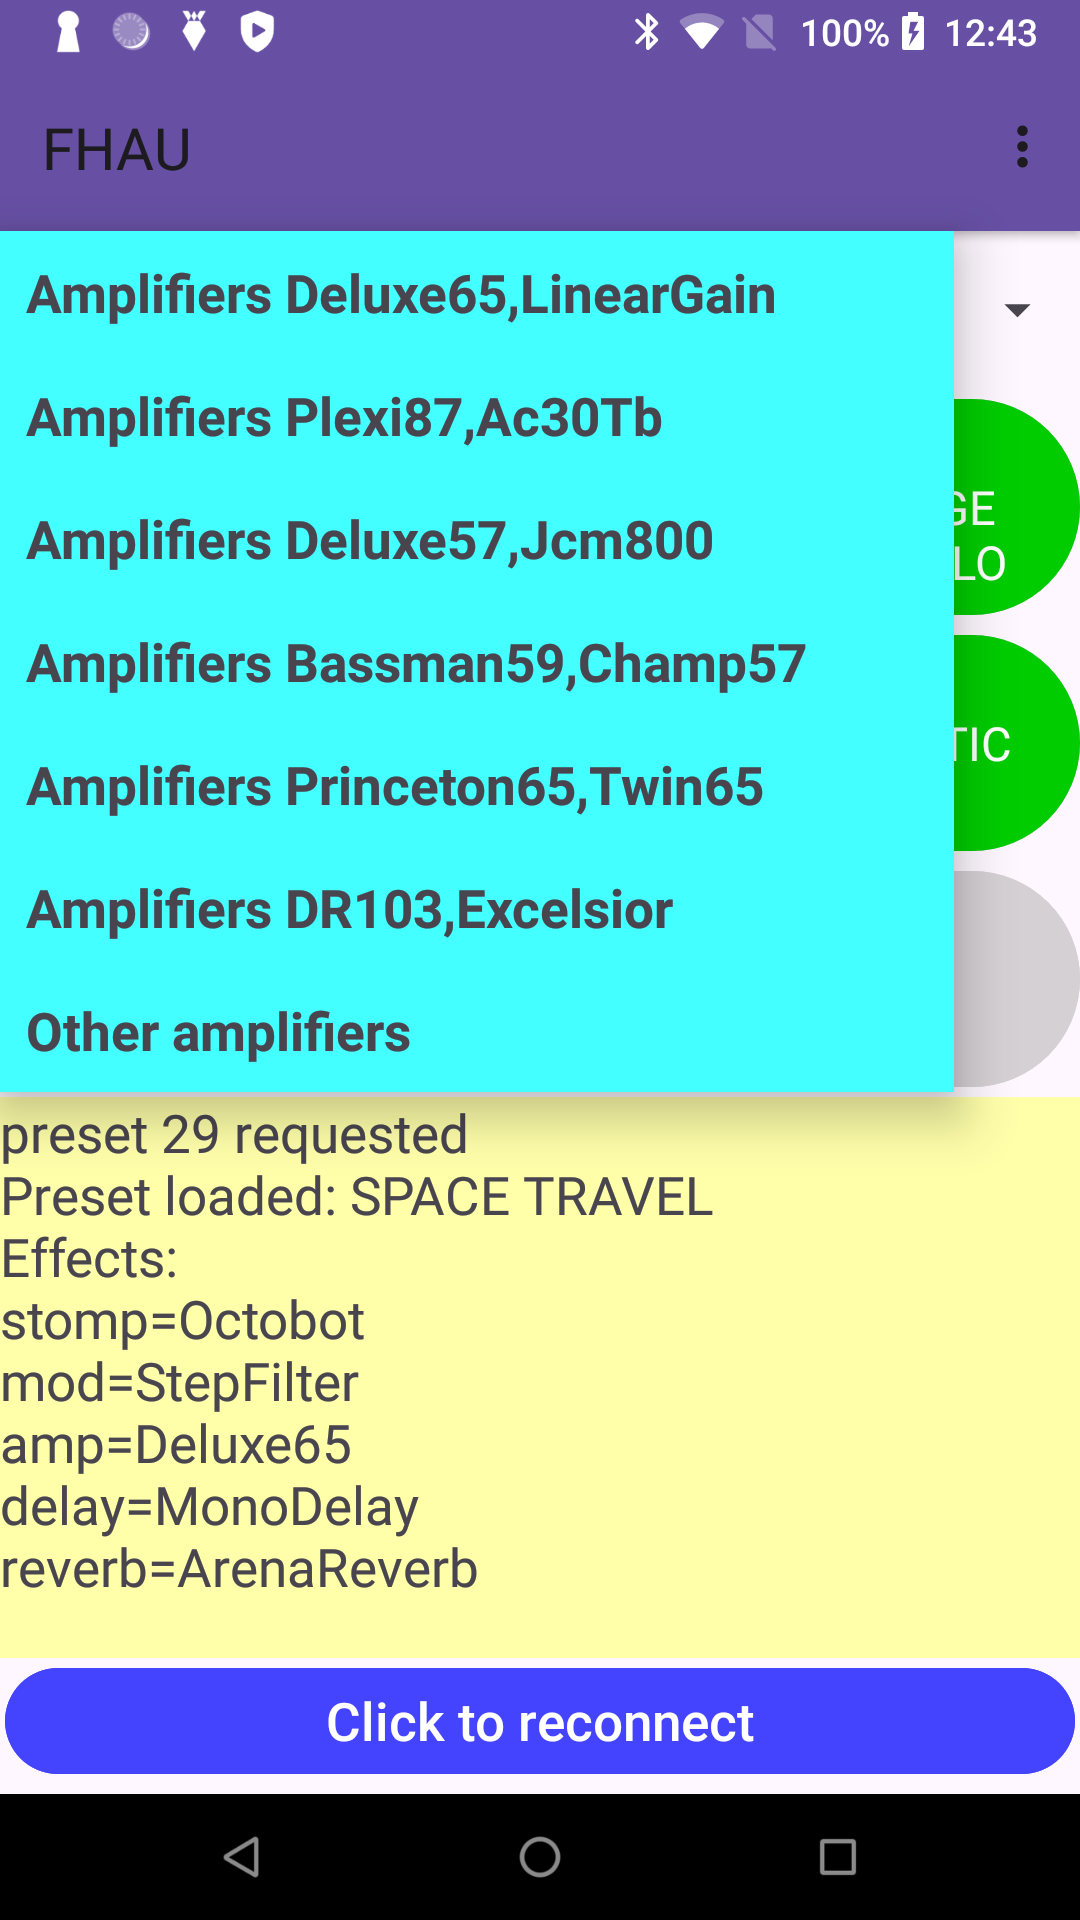 100% 12:43
FHAU
Amplifiers Deluxe65,LinearGain
Amplifiers Plexi87,Ac30Tb
Amplifiers Deluxe57,Jcm800
Amplifiers Bassman59,Champ57
Amplifiers Princeton65,Twin65
Amplifiers DR103,Excelsior
Other amplifiers
GE
LO
TIC
preset 29 requested
Preset loaded: SPACE TRAVEL
Effects:
stomp=Octobot
mod=StepFilter
amp=Deluxe65
delay=MonoDelay
reverb=ArenaReverb
Click to reconnect